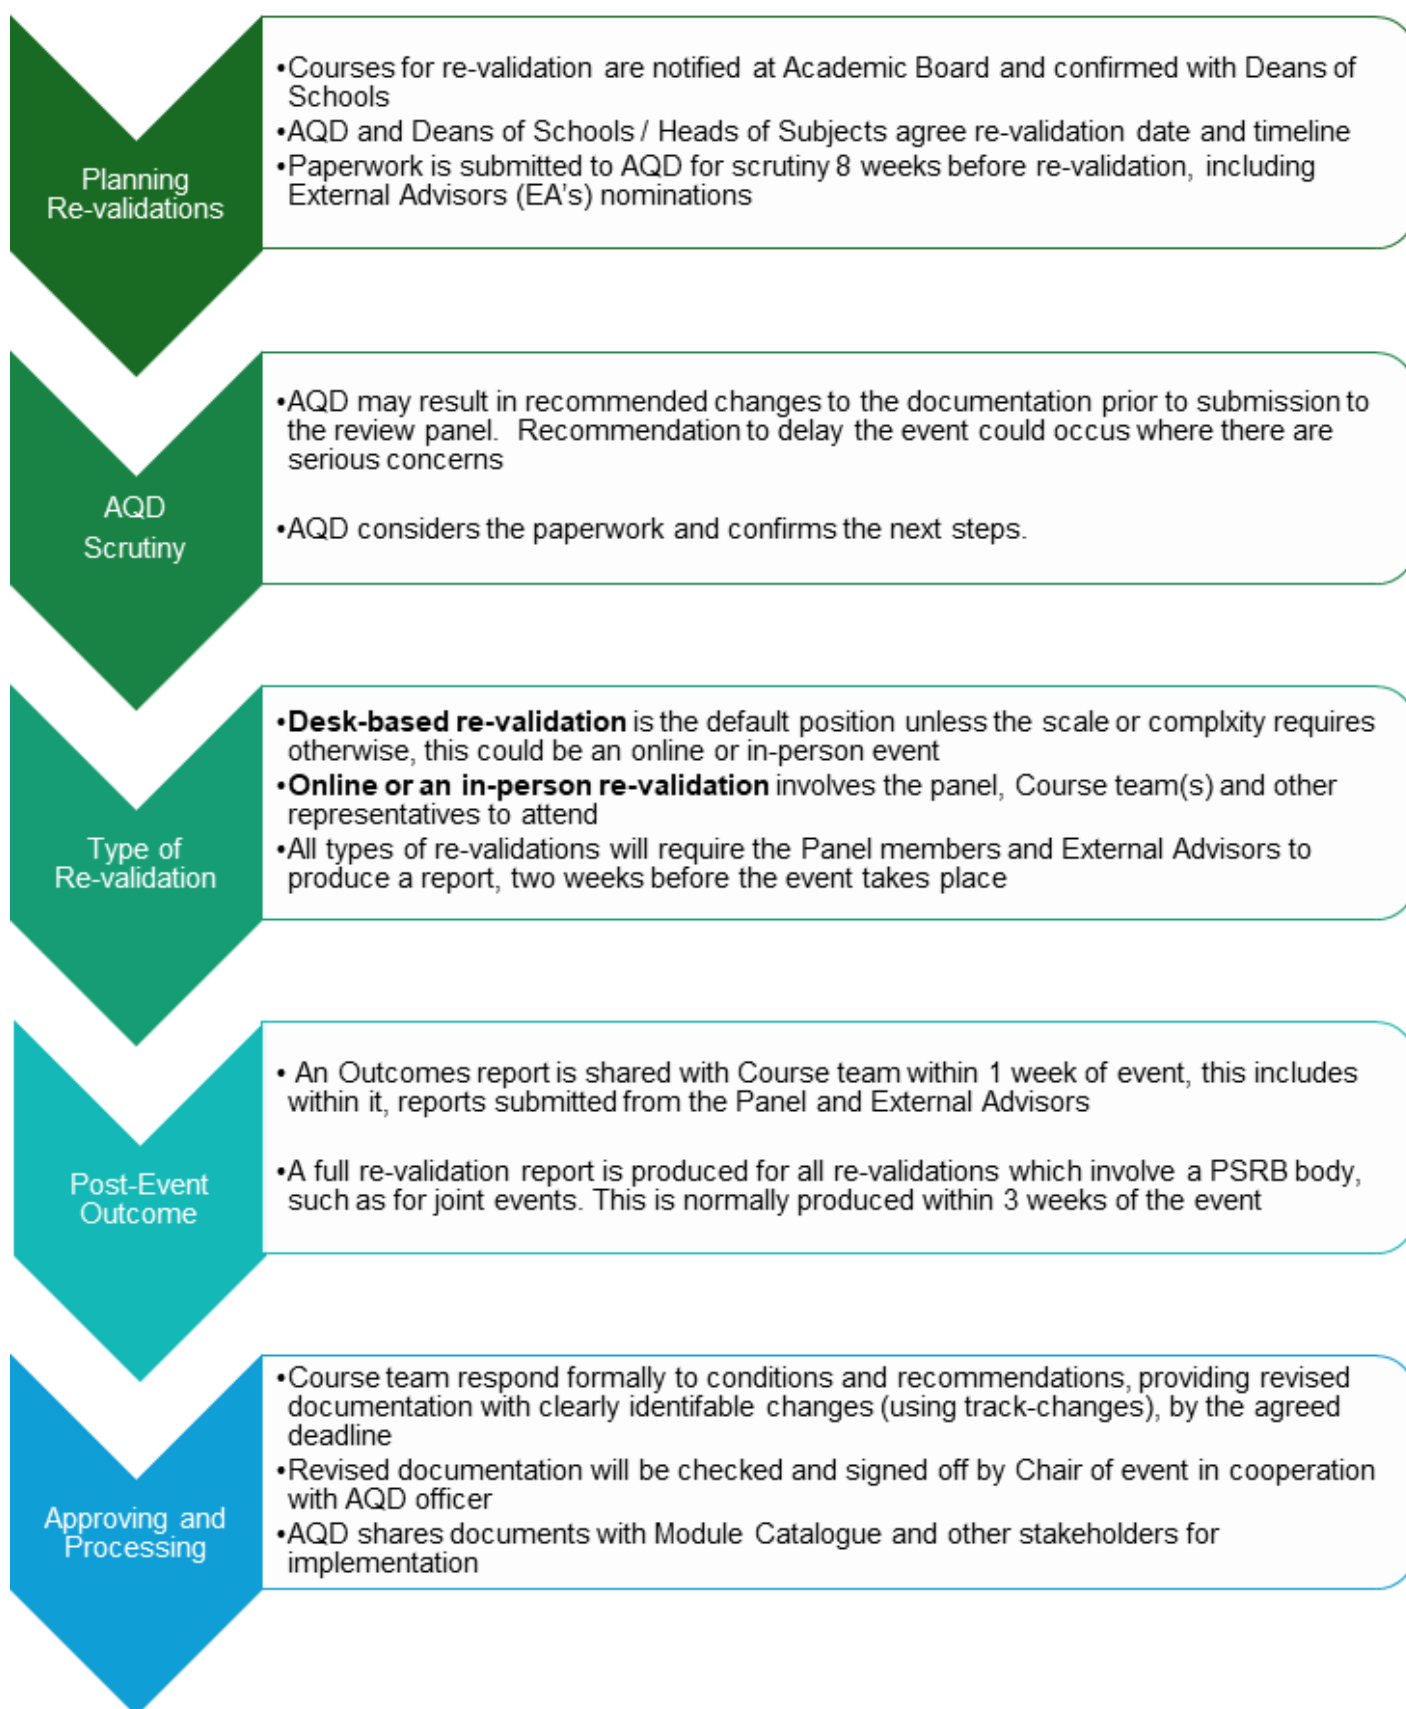 Planning
Re-validations
•Courses for re-validation are notified at Academic Board and confirmed with Deans of
Schools
•AQD and Deans of Schools / Heads of Subjects agree re-validation date and timeline
•Paperwork is submitted to AQD for scrutiny 8 weeks before re-validation, including
External Advisors (EA's) nominations
AQD
Scrutiny
•AQD may result in recommended changes to the documentation prior to submission to
the review panel.  Recommendation to delay the event could occus where there are
serious concerns
•AQD considers the paperwork and confirms the next steps.
Type of
Re-validation
•Desk-based re-validation is the default position unless the scale or complxity requires
otherwise, this could be an online or in-person event
•Online or an in-person re-validation involves the panel, Course team(s) and other
representatives to attend
•All types of re-validations will require the Panel members and External Advisors to
produce a report, two weeks before the event takes place
Post-Event
Outcome
• An Outcomes report is shared with Course team within 1 week of event, this includes
within it, reports submitted from the Panel and External Advisors
•A full re-validation report is produced for all re-validations which involve a PSRB body,
such as for joint events. This is normally produced within 3 weeks of the event
Approving and
Processing
•Course team respond formally to conditions and recommendations, providing revised
documentation with clearly identifable changes (using track-changes), by the agreed
deadline
•Revised documentation will be checked and signed off by Chair of event in cooperation
with AQD officer
•AQD shares documents with Module Catalogue and other stakeholders for
implementation